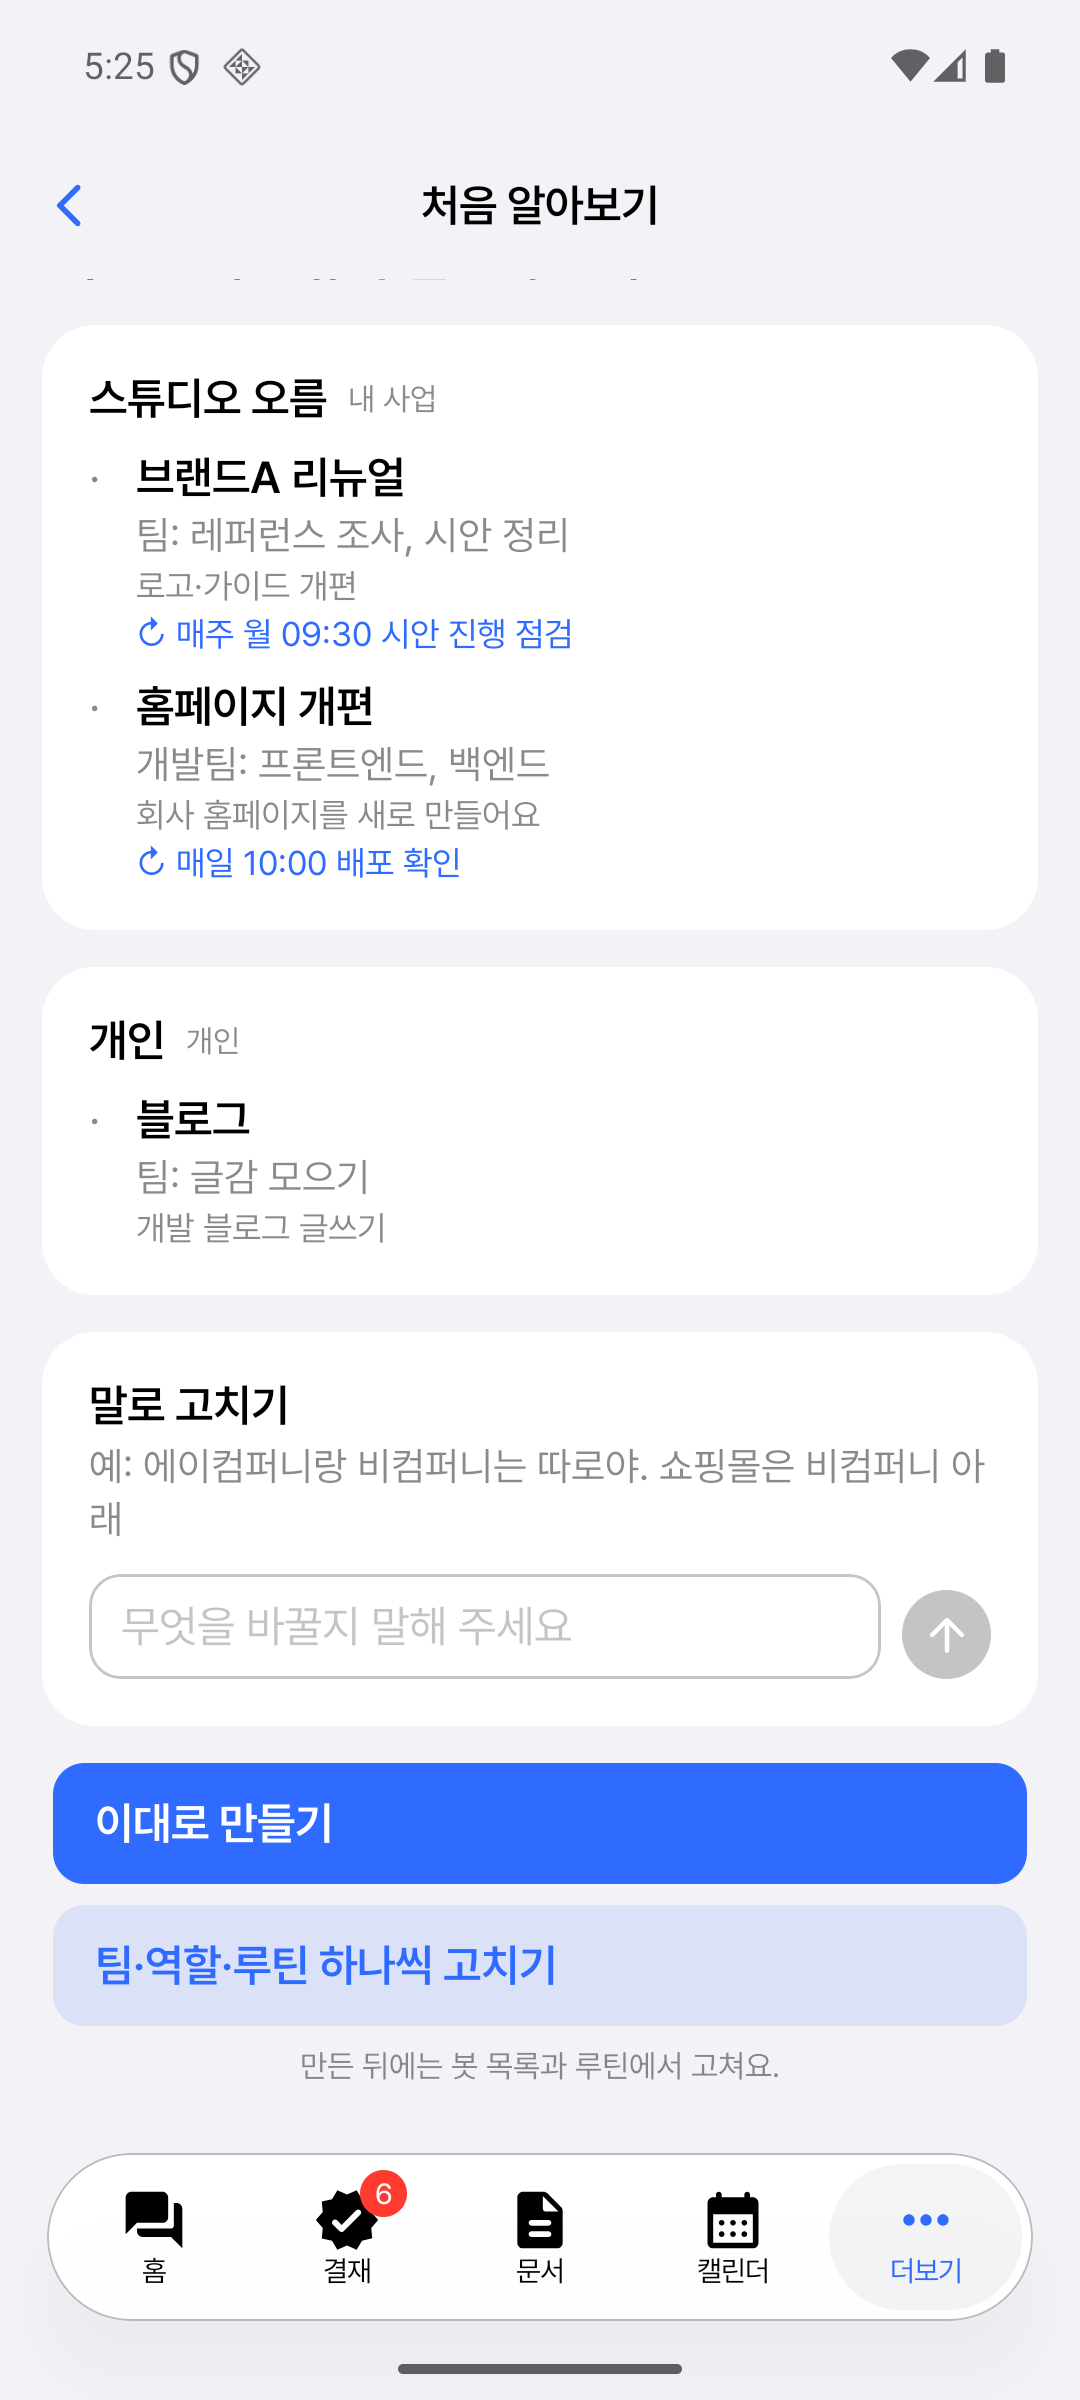 5:25
처음 알아보기
스튜디오 오름 내 사업
· 브랜드A 리뉴얼
팀: 레퍼런스 조사, 시안 정리
로고·가이드 개편
매주 월 09:30 시안 진행 점검
· 홈페이지 개편
개발팀: 프론트엔드, 백엔드
회사 홈페이지를 새로 만들어요
매일 10:00 배포 확인
개인 개인
· 블로그
팀: 글감 모으기
개발 블로그 글쓰기
말로 고치기
예: 에이컴퍼니랑 비컴퍼니는 따로야. 쇼핑몰은 비컴퍼니 아
래
무엇을 바꿀지 말해 주세요
이대로 만들기
팀·역할·루틴 하나씩 고치기
만든 뒤에는 봇 목록과 루틴에서 고쳐요.
6
홈 결재 문서 캘린더 더보기